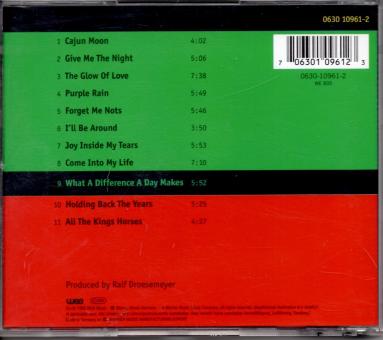 0630 10961-2
1 Cajun Moon 4:02
2 Give Me The Night 5:06
3 The Glow Of Love 7:38
4 Purple Rain 5:49
5 Forget Me Nots 5:46
6 I'll Be Around 3:50
7 Joy Inside My Tears 5:53
8 Come Into My Life 7:10
9 What A Difference A Day Makes 5:52
10 Holding Back The Years 5:25
11 All The Kings Horses 4:37
7 06301 09612 3
0630-10961-2
Produced by Ralf Droesemeyer
wea